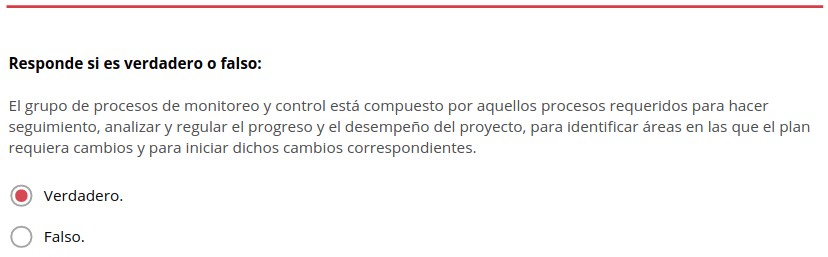 Responde si es verdadero o falso:
El grupo de procesos de monitoreo y control está compuesto por aquellos procesos requeridos para hacer
seguimiento, analizar y regular el progreso y el desempeño del proyecto, para identificar áreas en las que el plan
requiera cambios y para iniciar dichos cambios correspondientes.
Verdadero.
Falso.